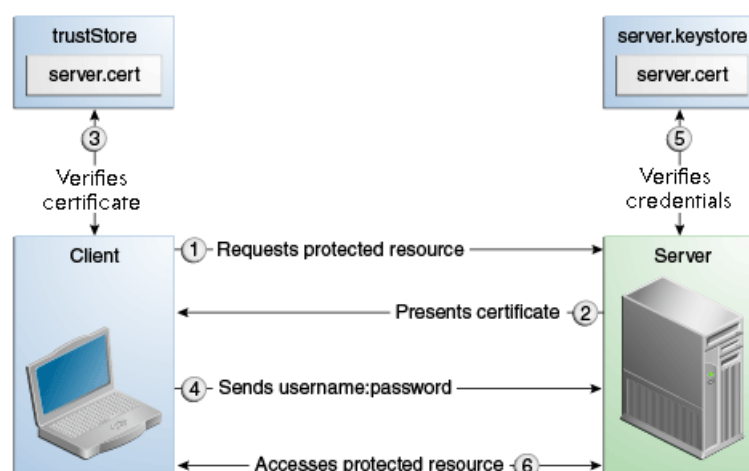 trustStore
server.cert
server.keystore
server.cert
3
Verifies
certificate
5
Verifies
credentials
Client
Server
1 Requests protected resource
Presents certificate 2
4 Sends username:password
Accesses protected resource 6